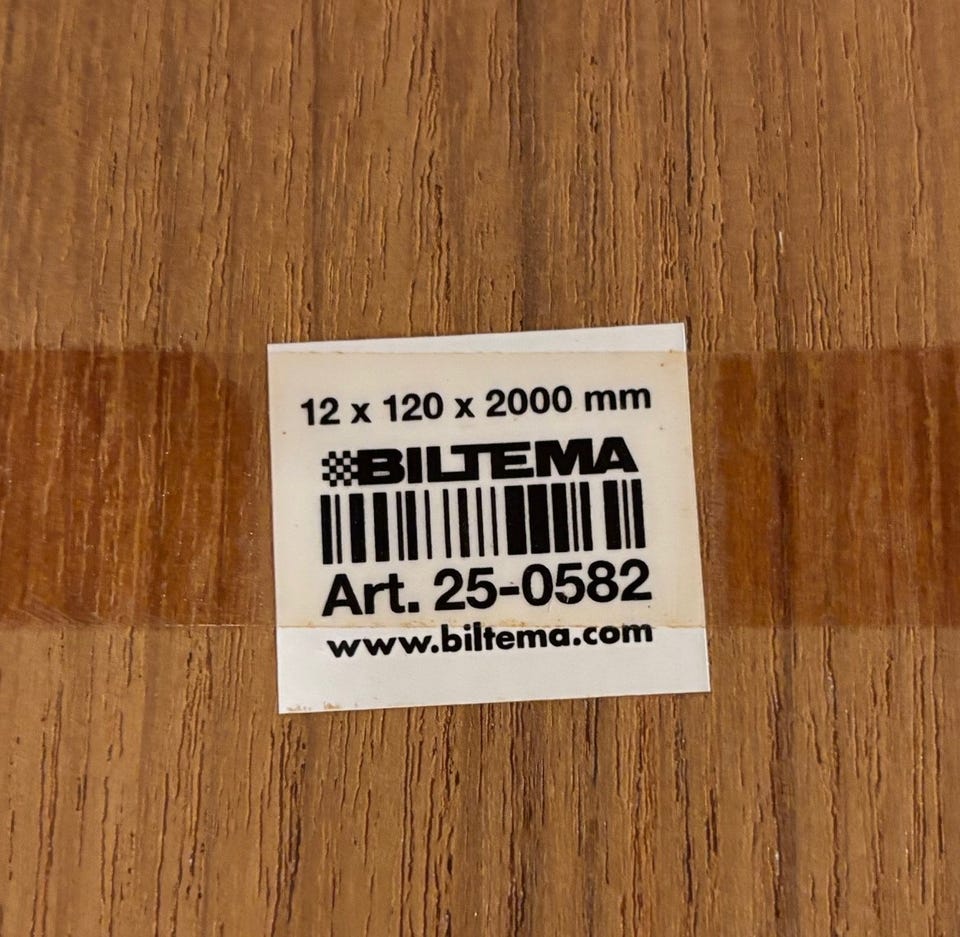 12 x 120 x 2000 mm
BILTEMA
Art. 25-0582
www.biltema.com